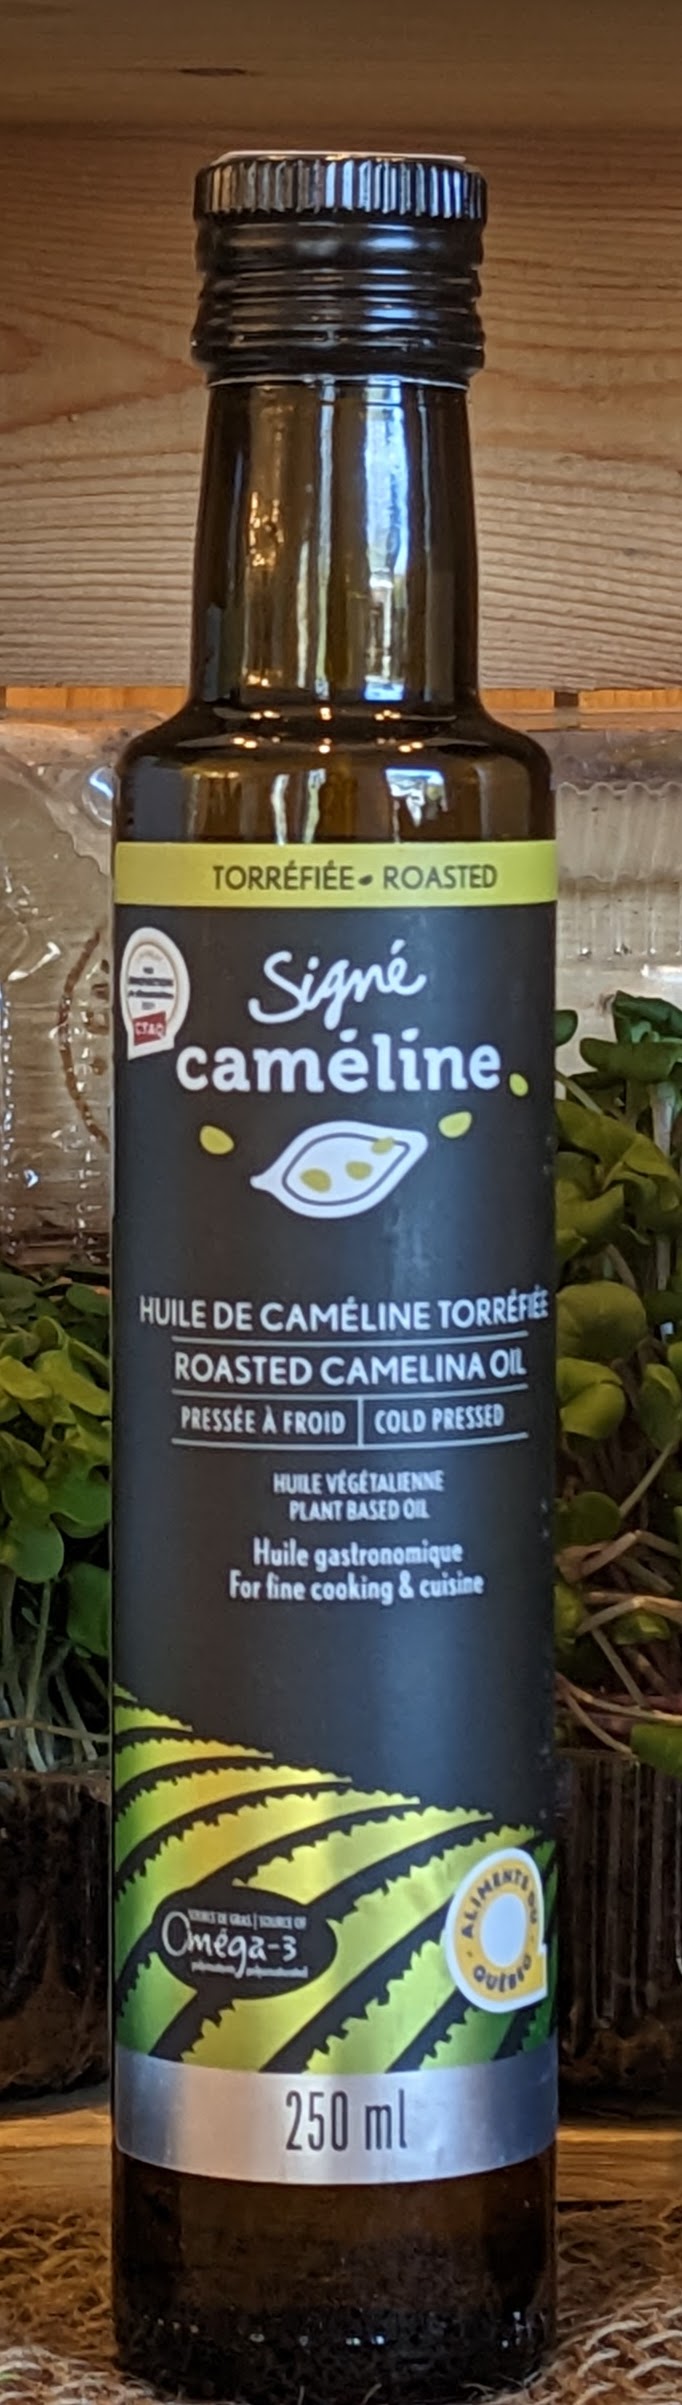 TORRÉFIÉE ROASTED
CTAQ
Signé
caméline
HUILE DE CAMÉLINE TORRÉFIÉE
ROASTED CAMELINA OIL
PRESSÉE À FROID COLD PRESSED
HUILE VÉGÉTALIENNE
PLANT BASED OIL
Huile gastronomique
For fine cooking & cuisine
SOURCE DE GRAS | SOURCE OF
Oméga-3
ALIMENTS DU
QUÉBEC
250 ml